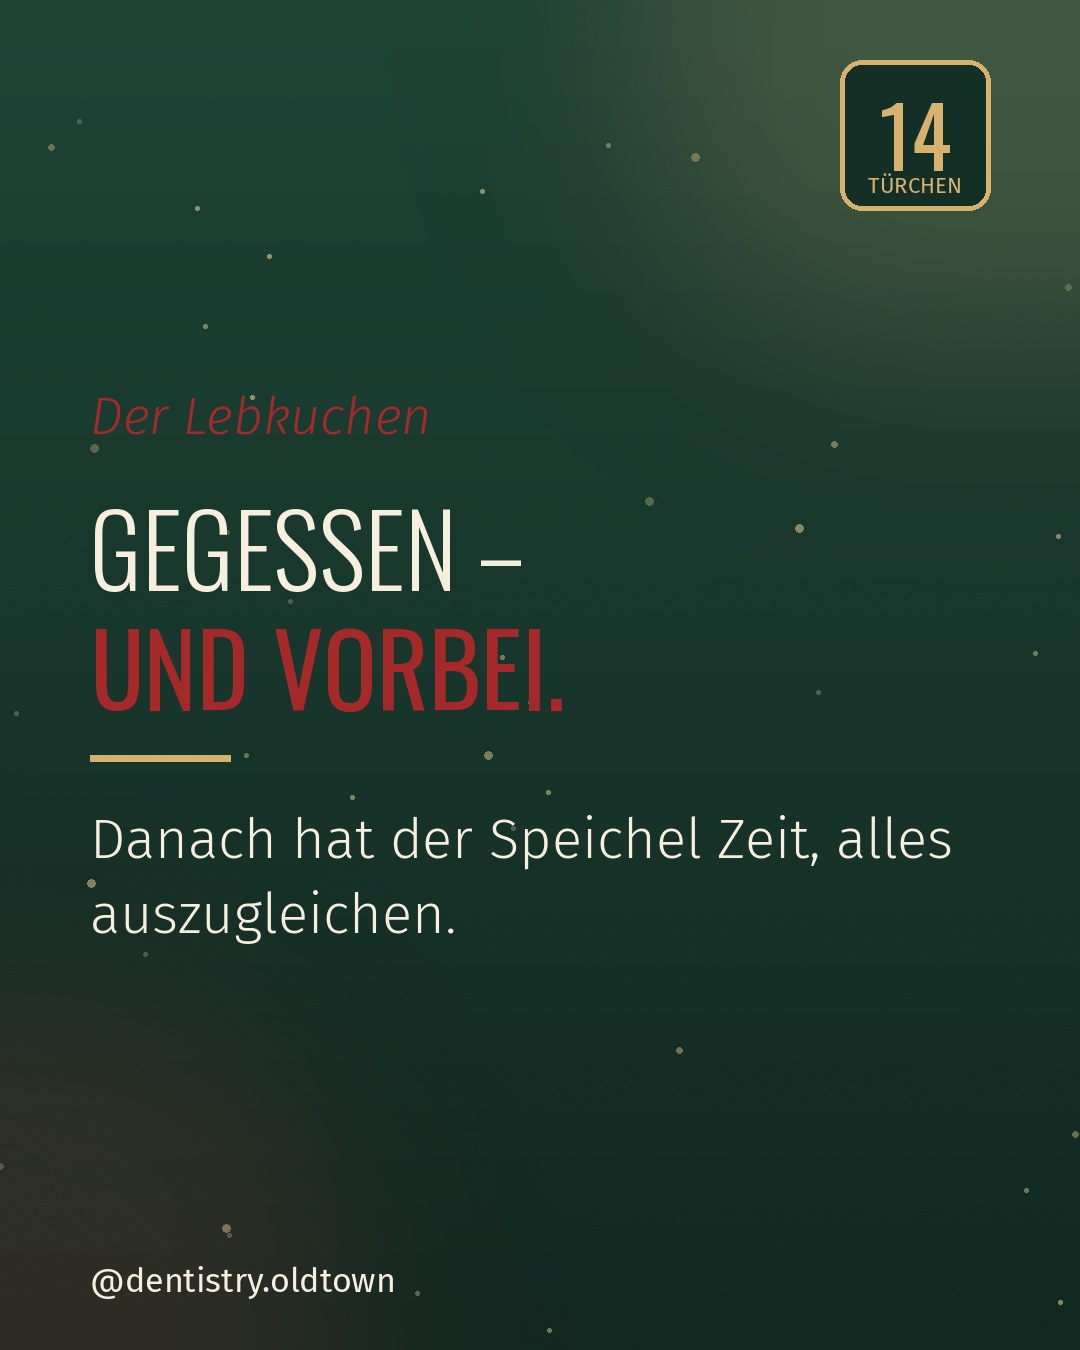 14
TÜRCHEN
Der Lebkuchen
GEGESSEN –
UND VORBEI.
Danach hat der Speichel Zeit, alles
auszugleichen.
@dentistry.oldtown